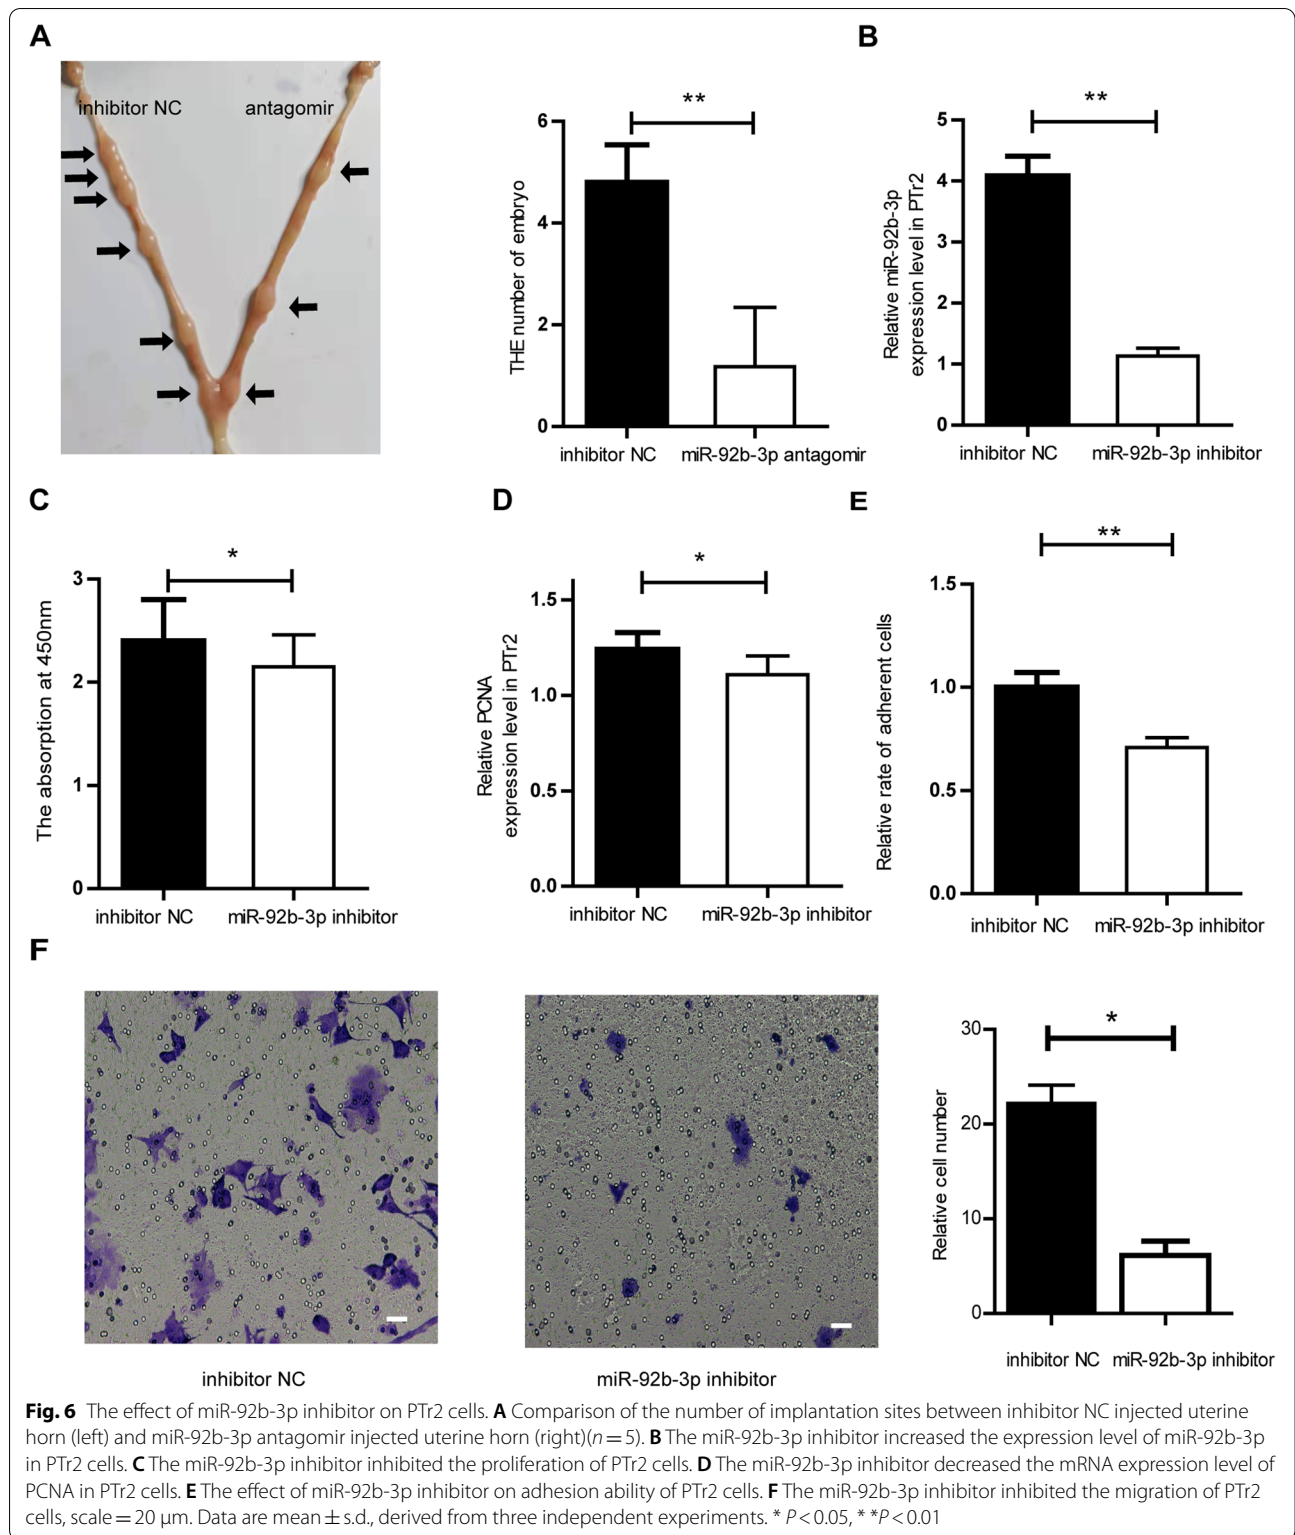 A
inhibitor NC
antagomir
**
6
4
2
0
THE number of embryo
inhibitor NC
miR-92b-3p antagomir
B
**
5
4
3
2
1
0
Relative miR-92b-3p
expression level in PTr2
inhibitor NC
miR-92b-3p inhibitor
C
*
3
2
1
0
The absorption at 450nm
inhibitor NC
miR-92b-3p inhibitor
D
*
1.5
1.0
0.5
0.0
Relative PCNA
expression level in PTr2
inhibitor NC
miR-92b-3p inhibitor
E
**
1.5
1.0
0.5
0.0
Relative rate of adherent cells
inhibitor NC
miR-92b-3p inhibitor
F
inhibitor NC
miR-92b-3p inhibitor
*
30
20
10
0
Relative cell number
inhibitor NC
miR-92b-3p inhibitor
Fig. 6 The effect of miR-92b-3p inhibitor on PTr2 cells. A Comparison of the number of implantation sites between inhibitor NC injected uterine
horn (left) and miR-92b-3p antagomir injected uterine horn (right)(n = 5). B The miR-92b-3p inhibitor increased the expression level of miR-92b-3p
in PTr2 cells. C The miR-92b-3p inhibitor inhibited the proliferation of PTr2 cells. D The miR-92b-3p inhibitor decreased the mRNA expression level of
PCNA in PTr2 cells. E The effect of miR-92b-3p inhibitor on adhesion ability of PTr2 cells. F The miR-92b-3p inhibitor inhibited the migration of PTr2
cells, scale = 20 μm. Data are mean ± s.d., derived from three independent experiments. * P < 0.05, * *P < 0.01